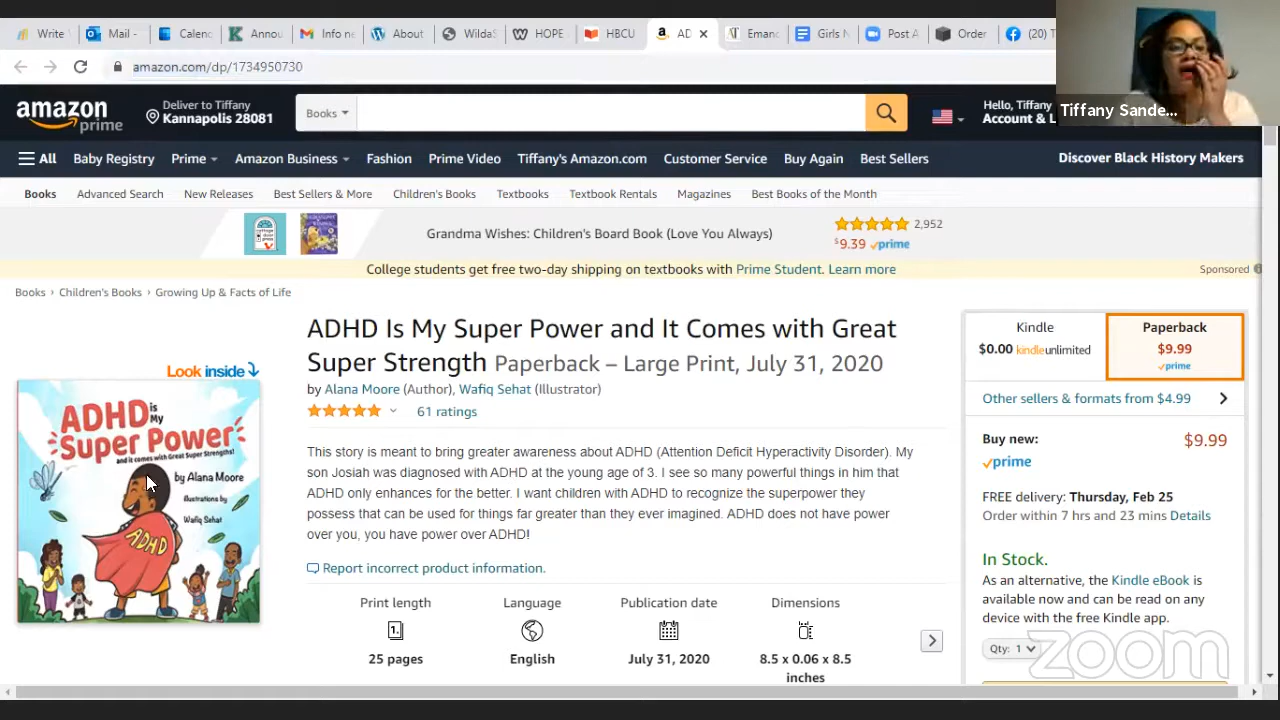 Write
Mail -
Calenc
Annou
Info ne
About
WildaS
HOPE
HBCU
AD
Emanc
Girls N
Post A
Order
(20) T
amazon.com/dp/1734950730
Tiffany Sande...
amazon
prime
Deliver to Tiffany
Kannapolis 28081
Books
Hello, Tiffany
Account & L
All
Baby Registry
Prime
Amazon Business
Fashion
Prime Video
Tiffany's Amazon.com
Customer Service
Buy Again
Best Sellers
Discover Black History Makers
Books
Advanced Search
New Releases
Best Sellers & More
Children's Books
Textbooks
Textbook Rentals
Magazines
Best Books of the Month
Grandma Wishes: Children's Board Book (Love You Always)
2,952
$9.39 prime
College students get free two-day shipping on textbooks with Prime Student. Learn more
Sponsored
Books › Children's Books › Growing Up & Facts of Life
Look inside
ADHD is My
Super Power
and it comes with Great Super Strengths!
by Alana Moore
illustrations by
Wafiq Sehat
ADHD
ADHD Is My Super Power and It Comes with Great
Super Strength Paperback – Large Print, July 31, 2020
by Alana Moore (Author), Wafiq Sehat (Illustrator)
61 ratings
This story is meant to bring greater awareness about ADHD (Attention Deficit Hyperactivity Disorder). My
son Josiah was diagnosed with ADHD at the young age of 3. I see so many powerful things in him that
ADHD only enhances for the better. I want children with ADHD to recognize the superpower they
possess that can be used for things far greater than they ever imagined. ADHD does not have power
over you, you have power over ADHD!
Report incorrect product information.
Print length
25 pages
Language
English
Publication date
July 31, 2020
Dimensions
8.5 x 0.06 x 8.5
inches
Kindle
$0.00 kindleunlimited
Paperback
$9.99
prime
Other sellers & formats from $4.99
Buy new:
$9.99
prime
FREE delivery: Thursday, Feb 25
Order within 7 hrs and 23 mins Details
In Stock.
As an alternative, the Kindle eBook is
available now and can be read on any
device with the free Kindle app.
Qty: 1
zoom